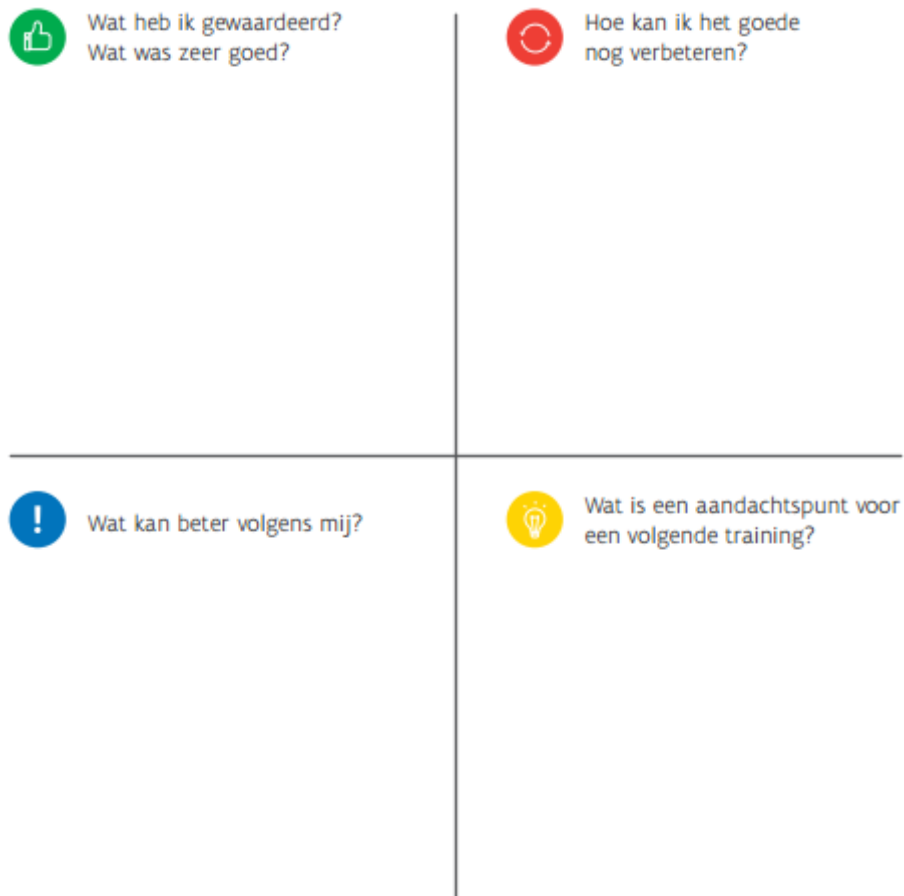 Wat heb ik gewaardeerd?
Wat was zeer goed?
Hoe kan ik het goede
nog verbeteren?
!
Wat kan beter volgens mij?
Wat is een aandachtspunt voor
een volgende training?